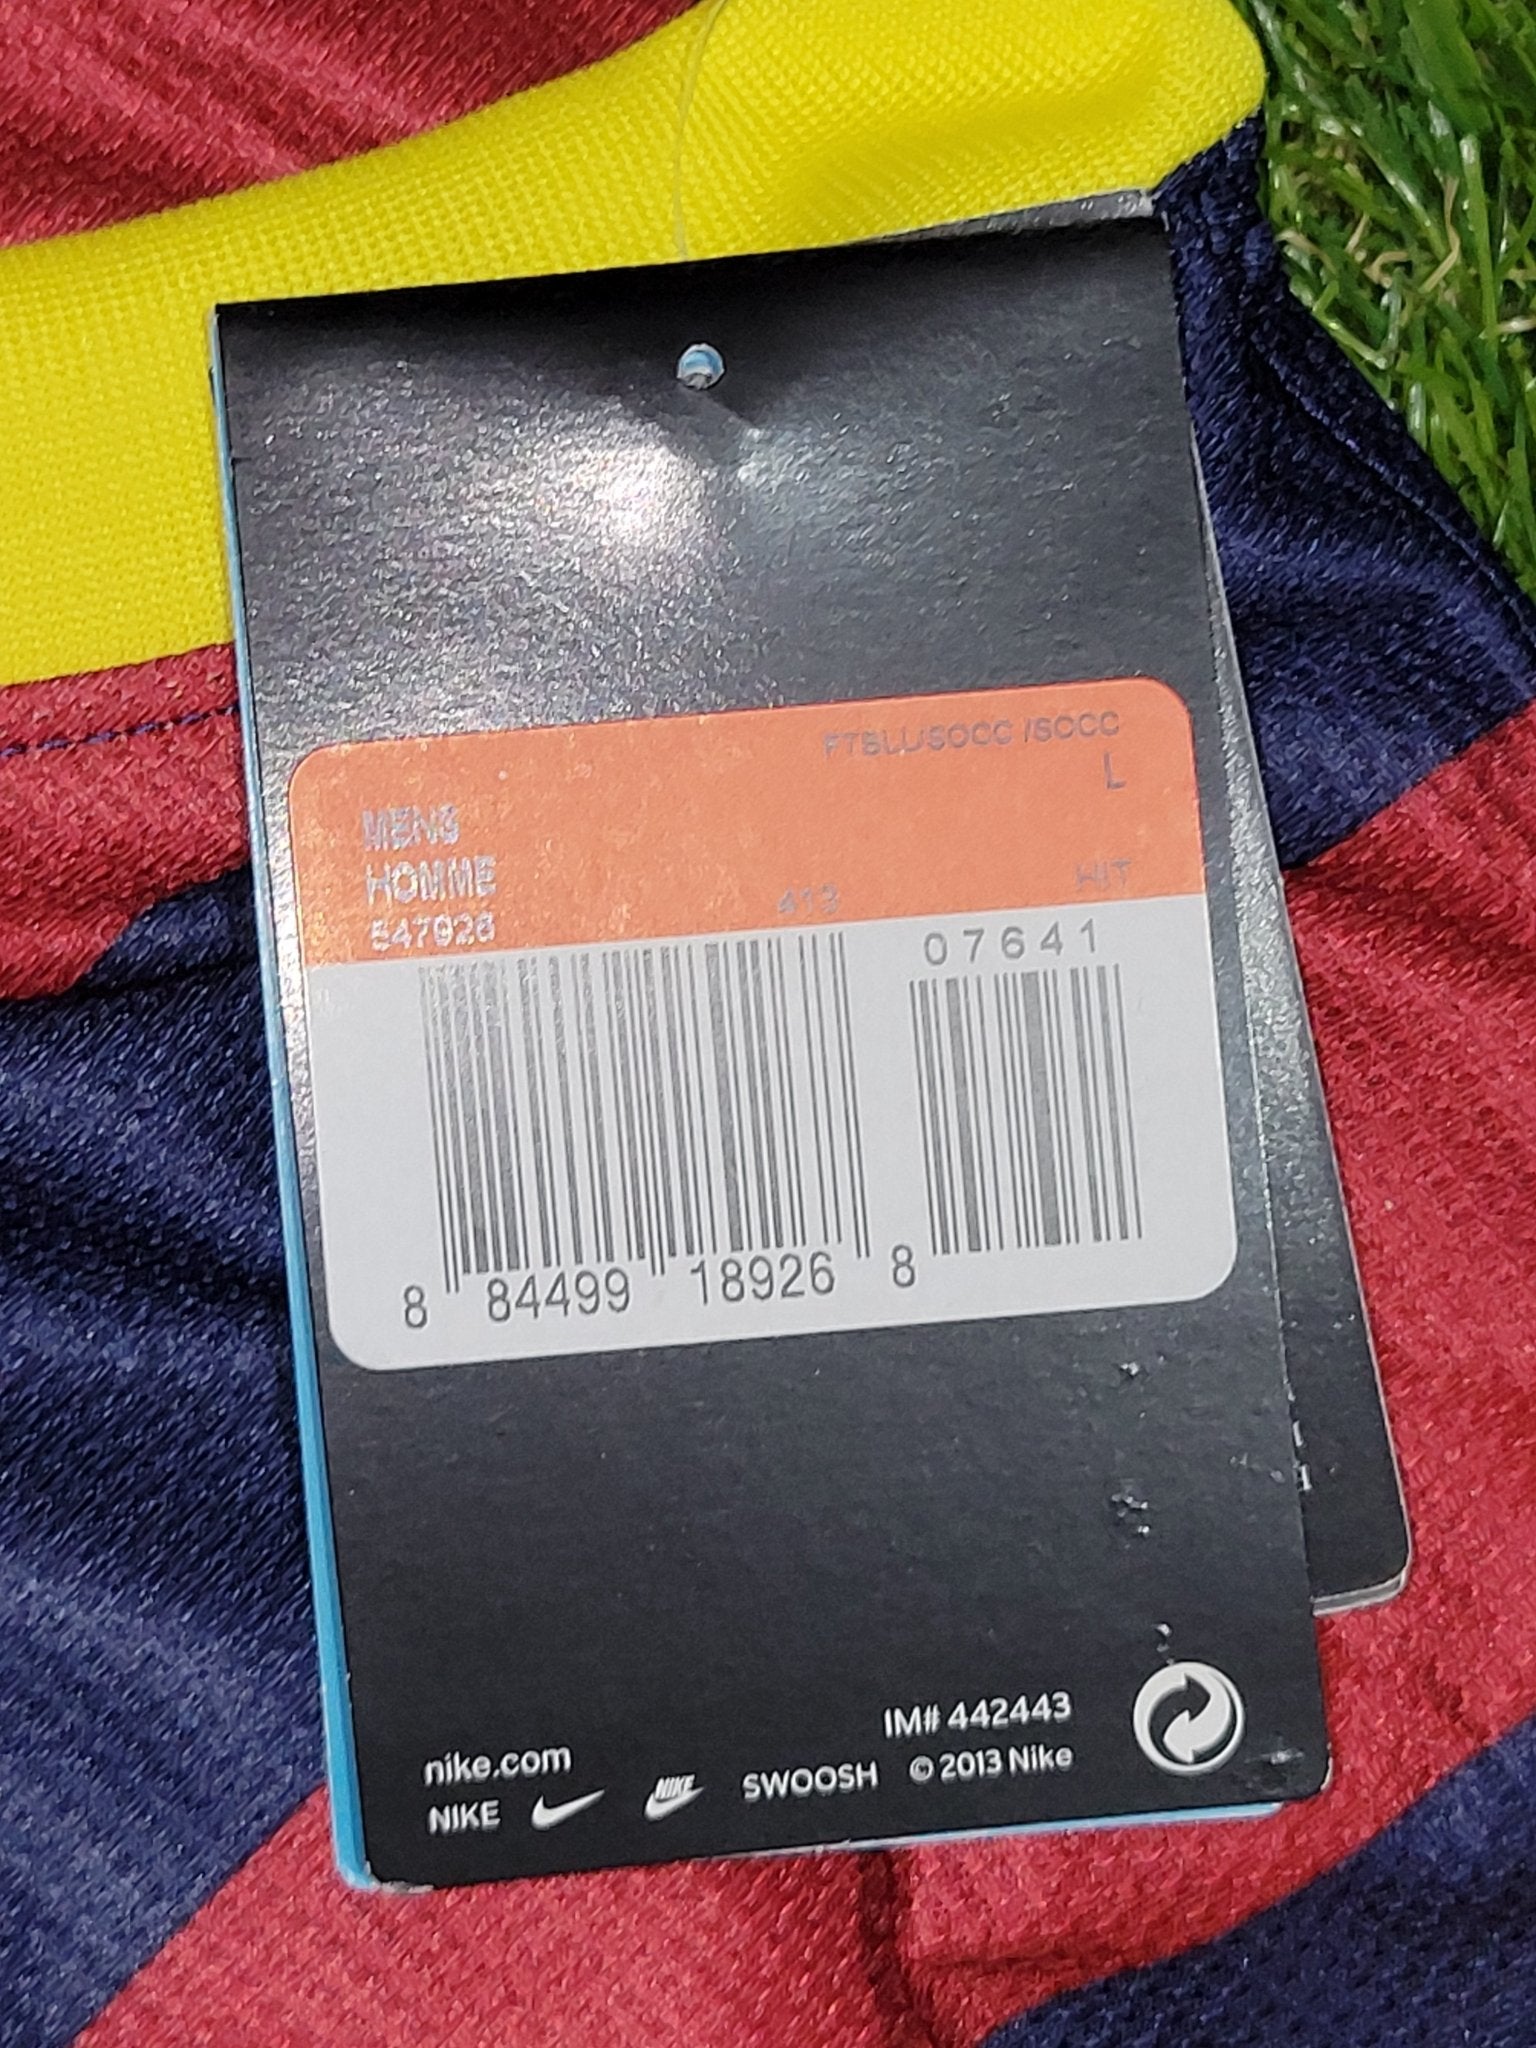 FTBLL/SOCC /SOCC
L
MENS
HOMME
547926 413 WIT
07641
8 84499 18926 8
IM# 442443
nike.com
NIKE NIKE SWOOSH © 2013 Nike